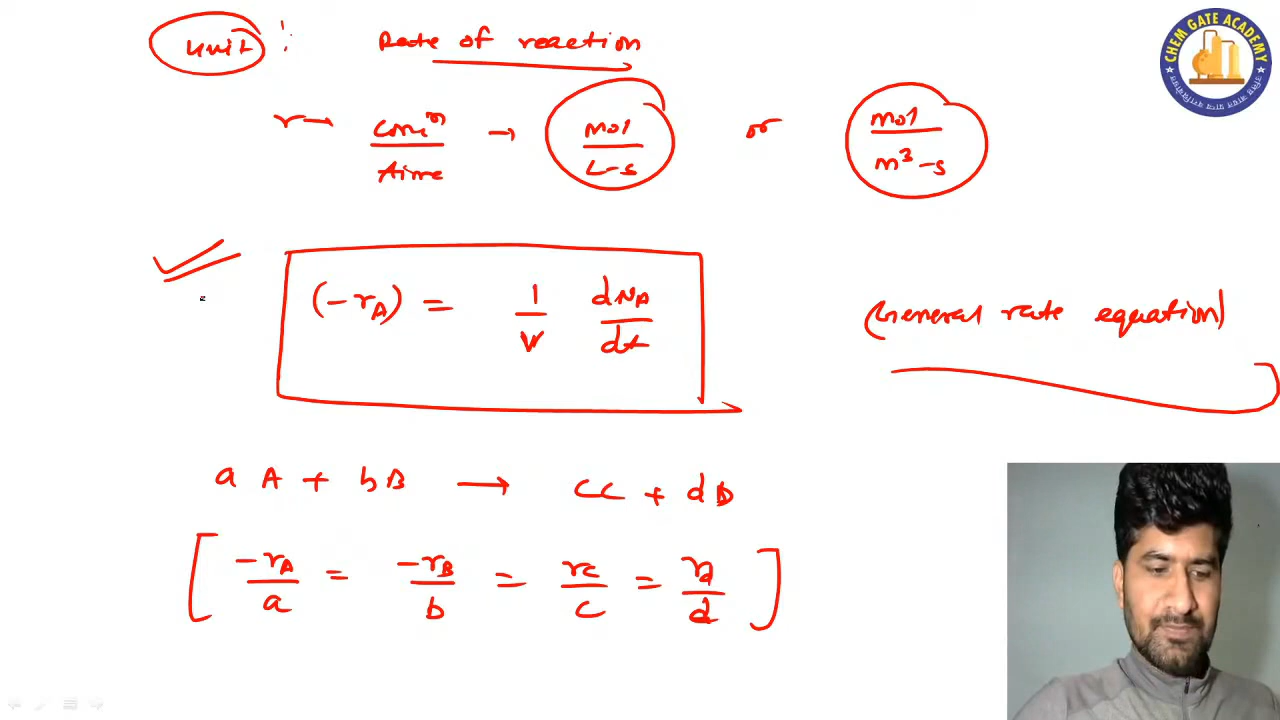 unit : Rate of reaction
r → concⁿ / time → mol / L-s or mol / m³-s
(-rA) = 1/V dNA/dt
(General rate equation)
aA + bB → cC + dD
[ -rA/a = -rB/b = rC/c = rD/d ]
CHEM GATE ACADEMY